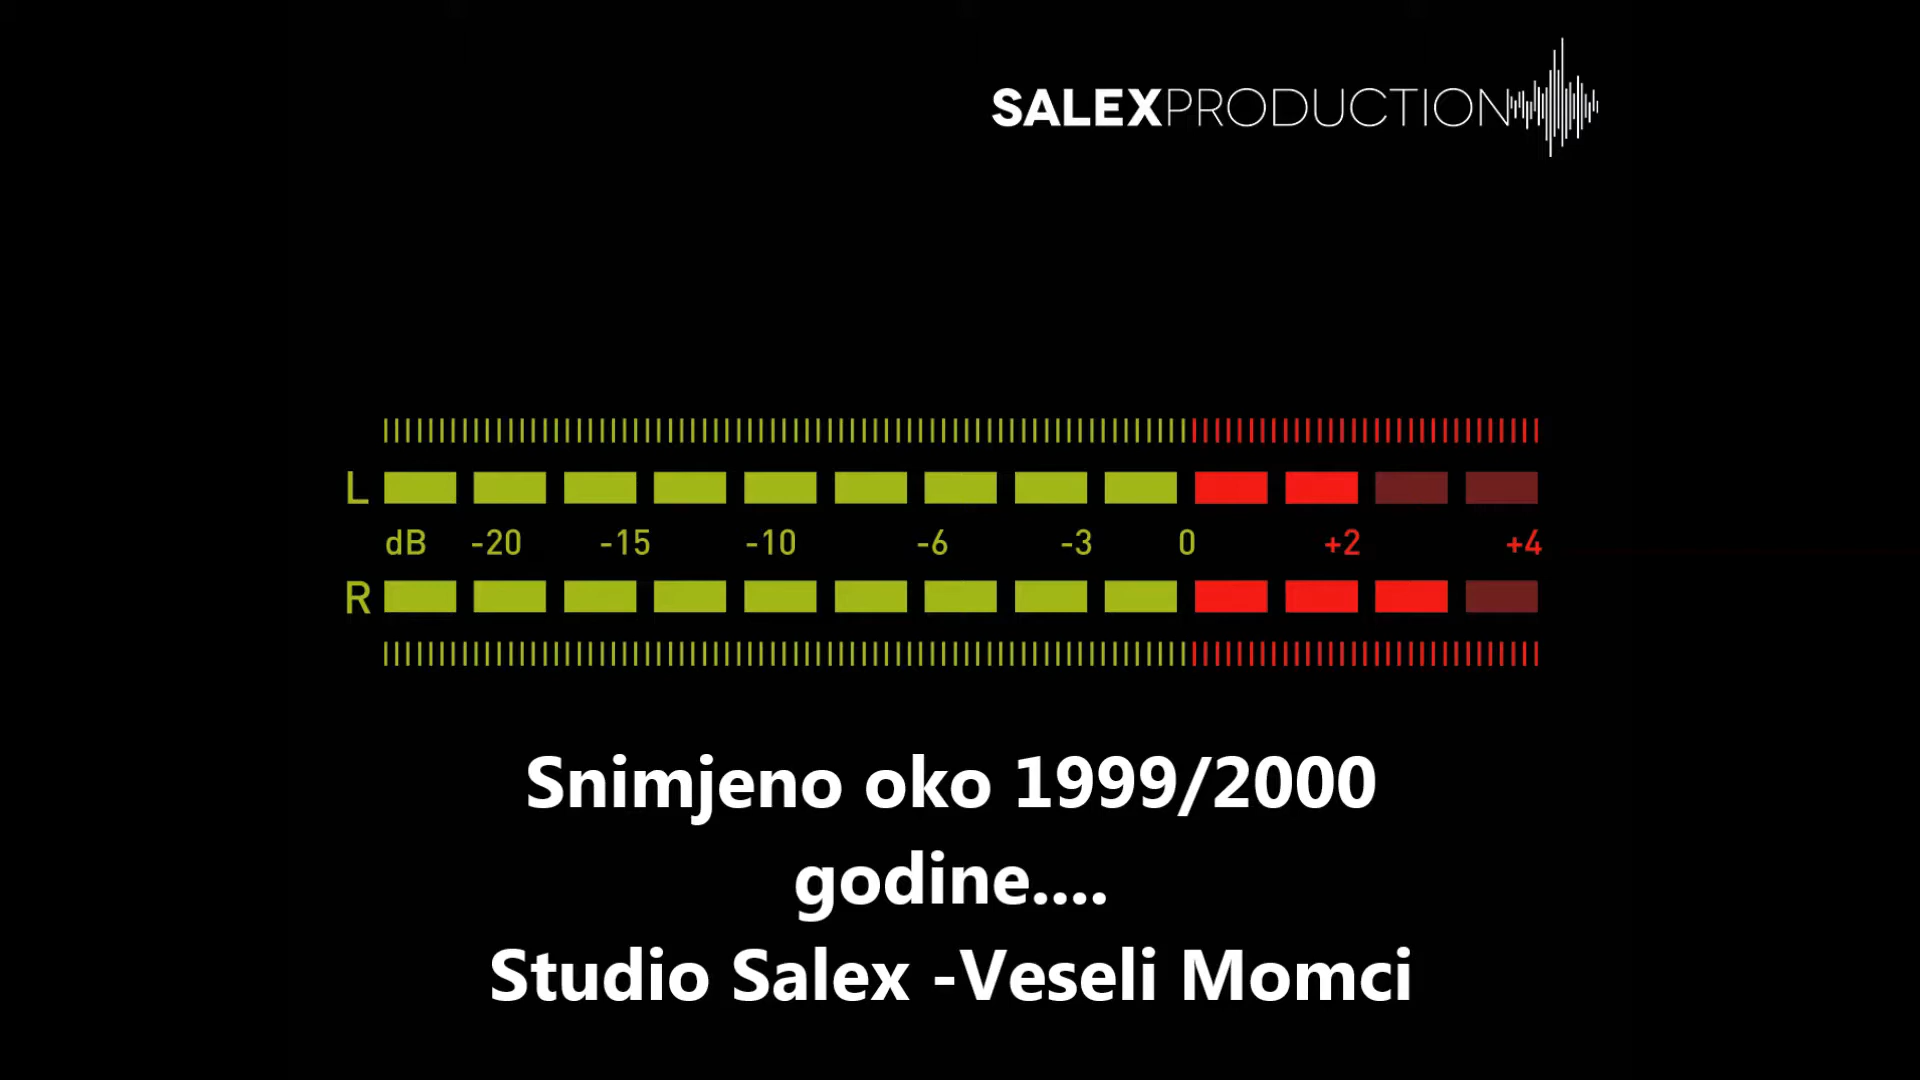 SALEXPRODUCTION
L
dB -20 -15 -10 -6 -3 0 +2 +4
R
Snimjeno oko 1999/2000
godine....
Studio Salex -Veseli Momci